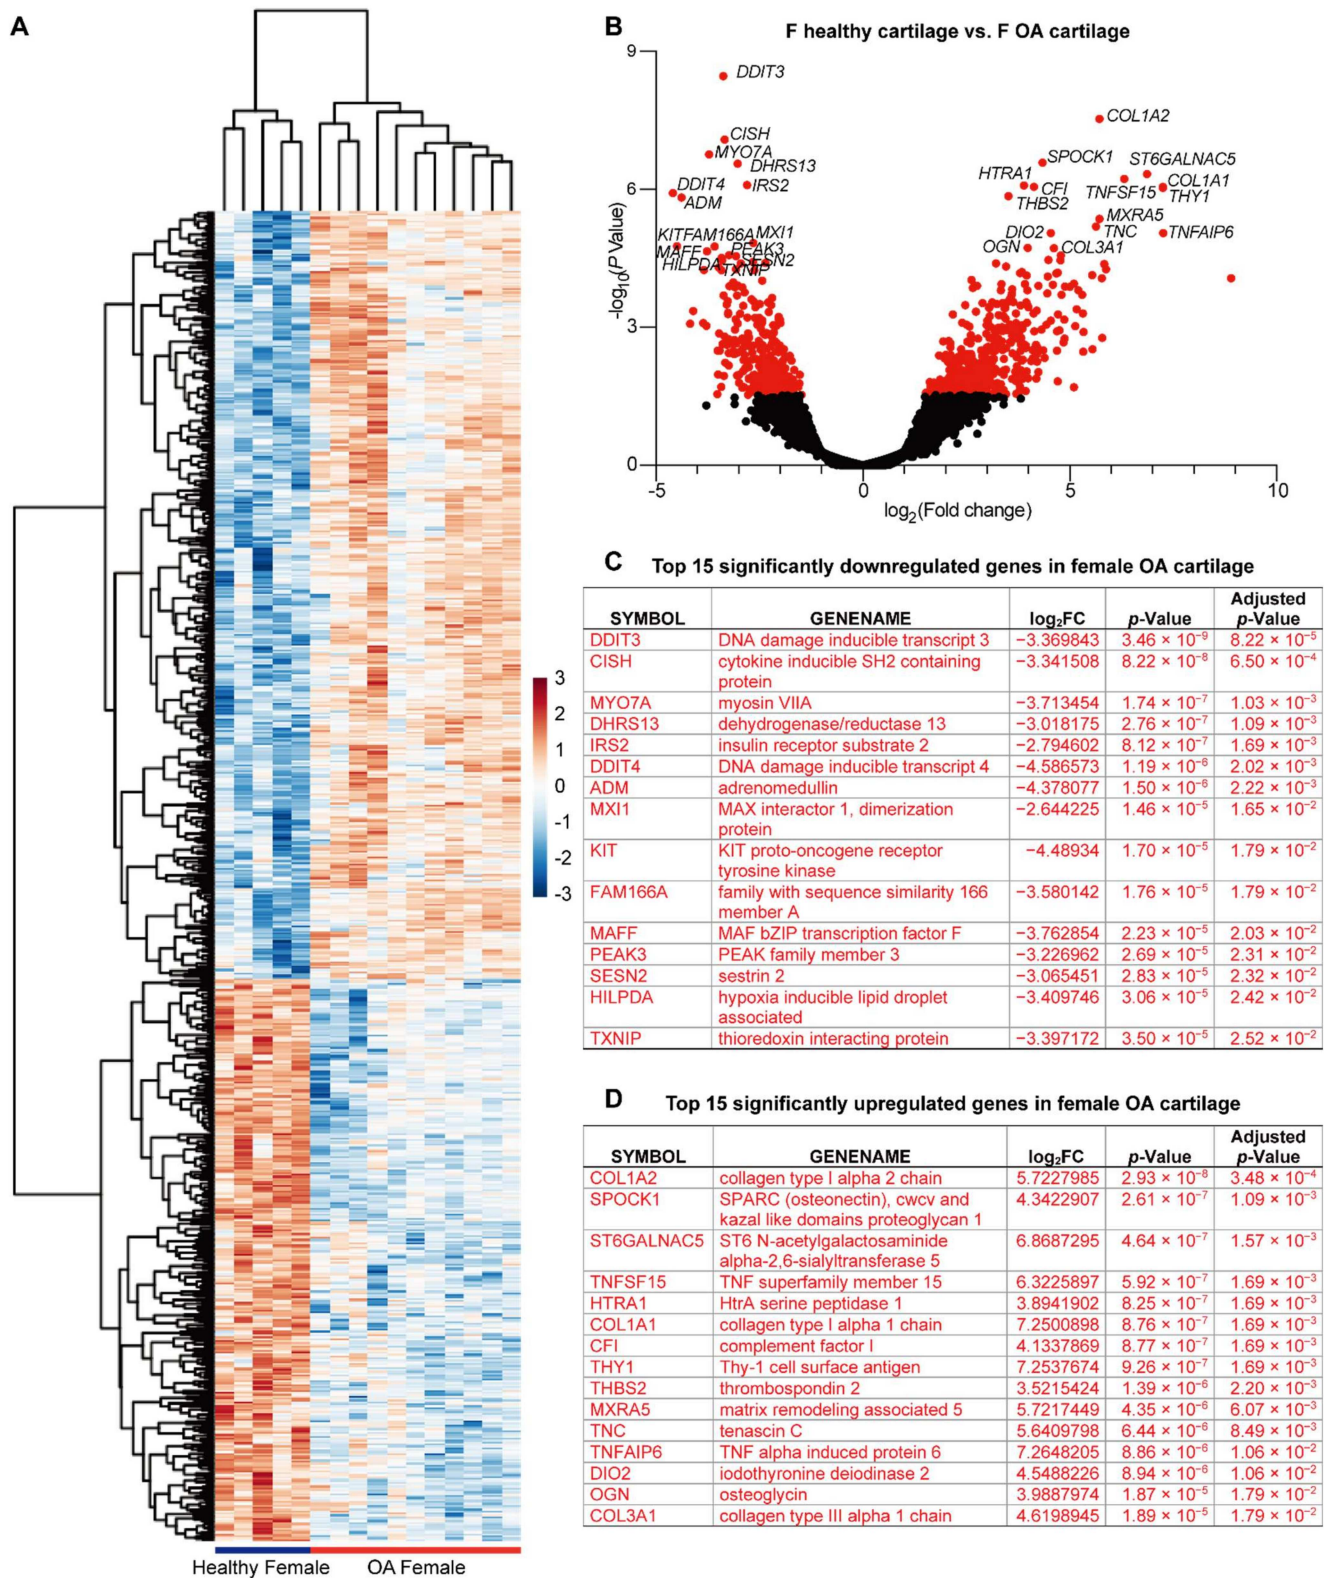 A
Healthy Female
OA Female
3
2
1
0
-1
-2
-3
B
F healthy cartilage vs. F OA cartilage
9
6
3
0
-log10(P Value)
-5
0
5
10
log2(Fold change)
DDIT3
CISH
MYO7A
DHRS13
DDIT4
IRS2
ADM
KIT
FAM166A
MXI1
MAFF
PEAK3
HILPDA
SESN2
TXNIP
COL1A2
SPOCK1
ST6GALNAC5
HTRA1
CFI
COL1A1
TNFSF15
THY1
THBS2
MXRA5
DIO2
TNC
TNFAIP6
OGN
COL3A1
C
Top 15 significantly downregulated genes in female OA cartilage
SYMBOL GENENAME log₂FC p-Value Adjusted p-Value
DDIT3 DNA damage inducible transcript 3 −3.369843 3.46 × 10⁻⁹ 8.22 × 10⁻⁵
CISH cytokine inducible SH2 containing −3.341508 8.22 × 10⁻⁸ 6.50 × 10⁻⁴
protein
MYO7A myosin VIIA −3.713454 1.74 × 10⁻⁷ 1.03 × 10⁻³
DHRS13 dehydrogenase/reductase 13 −3.018175 2.76 × 10⁻⁷ 1.09 × 10⁻³
IRS2 insulin receptor substrate 2 −2.794602 8.12 × 10⁻⁷ 1.69 × 10⁻³
DDIT4 DNA damage inducible transcript 4 −4.586573 1.19 × 10⁻⁶ 2.02 × 10⁻³
ADM adrenomedullin −4.378077 1.50 × 10⁻⁶ 2.22 × 10⁻³
MXI1 MAX interactor 1, dimerization −2.644225 1.46 × 10⁻⁵ 1.65 × 10⁻²
protein
KIT KIT proto-oncogene receptor −4.48934 1.70 × 10⁻⁵ 1.79 × 10⁻²
tyrosine kinase
FAM166A family with sequence similarity 166 −3.580142 1.76 × 10⁻⁵ 1.79 × 10⁻²
member A
MAFF MAF bZIP transcription factor F −3.762854 2.23 × 10⁻⁵ 2.03 × 10⁻²
PEAK3 PEAK family member 3 −3.226962 2.69 × 10⁻⁵ 2.31 × 10⁻²
SESN2 sestrin 2 −3.065451 2.83 × 10⁻⁵ 2.32 × 10⁻²
HILPDA hypoxia inducible lipid droplet −3.409746 3.06 × 10⁻⁵ 2.42 × 10⁻²
associated
TXNIP thioredoxin interacting protein −3.397172 3.50 × 10⁻⁵ 2.52 × 10⁻²
D
Top 15 significantly upregulated genes in female OA cartilage
SYMBOL GENENAME log₂FC p-Value Adjusted p-Value
COL1A2 collagen type I alpha 2 chain 5.7227985 2.93 × 10⁻⁸ 3.48 × 10⁻⁴
SPOCK1 SPARC (osteonectin), cwcv and 4.3422907 2.61 × 10⁻⁷ 1.09 × 10⁻³
kazal like domains proteoglycan 1
ST6GALNAC5 ST6 N-acetylgalactosaminide 6.8687295 4.64 × 10⁻⁷ 1.57 × 10⁻³
alpha-2,6-sialyltransferase 5
TNFSF15 TNF superfamily member 15 6.3225897 5.92 × 10⁻⁷ 1.69 × 10⁻³
HTRA1 HtrA serine peptidase 1 3.8941902 8.25 × 10⁻⁷ 1.69 × 10⁻³
COL1A1 collagen type I alpha 1 chain 7.2500898 8.76 × 10⁻⁷ 1.69 × 10⁻³
CFI complement factor I 4.1337869 8.77 × 10⁻⁷ 1.69 × 10⁻³
THY1 Thy-1 cell surface antigen 7.2537674 9.26 × 10⁻⁷ 1.69 × 10⁻³
THBS2 thrombospondin 2 3.5215424 1.39 × 10⁻⁶ 2.20 × 10⁻³
MXRA5 matrix remodeling associated 5 5.7217449 4.35 × 10⁻⁶ 6.07 × 10⁻³
TNC tenascin C 5.6409798 6.44 × 10⁻⁶ 8.49 × 10⁻³
TNFAIP6 TNF alpha induced protein 6 7.2648205 8.86 × 10⁻⁶ 1.06 × 10⁻²
DIO2 iodothyronine deiodinase 2 4.5488226 8.94 × 10⁻⁶ 1.06 × 10⁻²
OGN osteoglycin 3.9887974 1.87 × 10⁻⁵ 1.79 × 10⁻²
COL3A1 collagen type III alpha 1 chain 4.6198945 1.89 × 10⁻⁵ 1.79 × 10⁻²